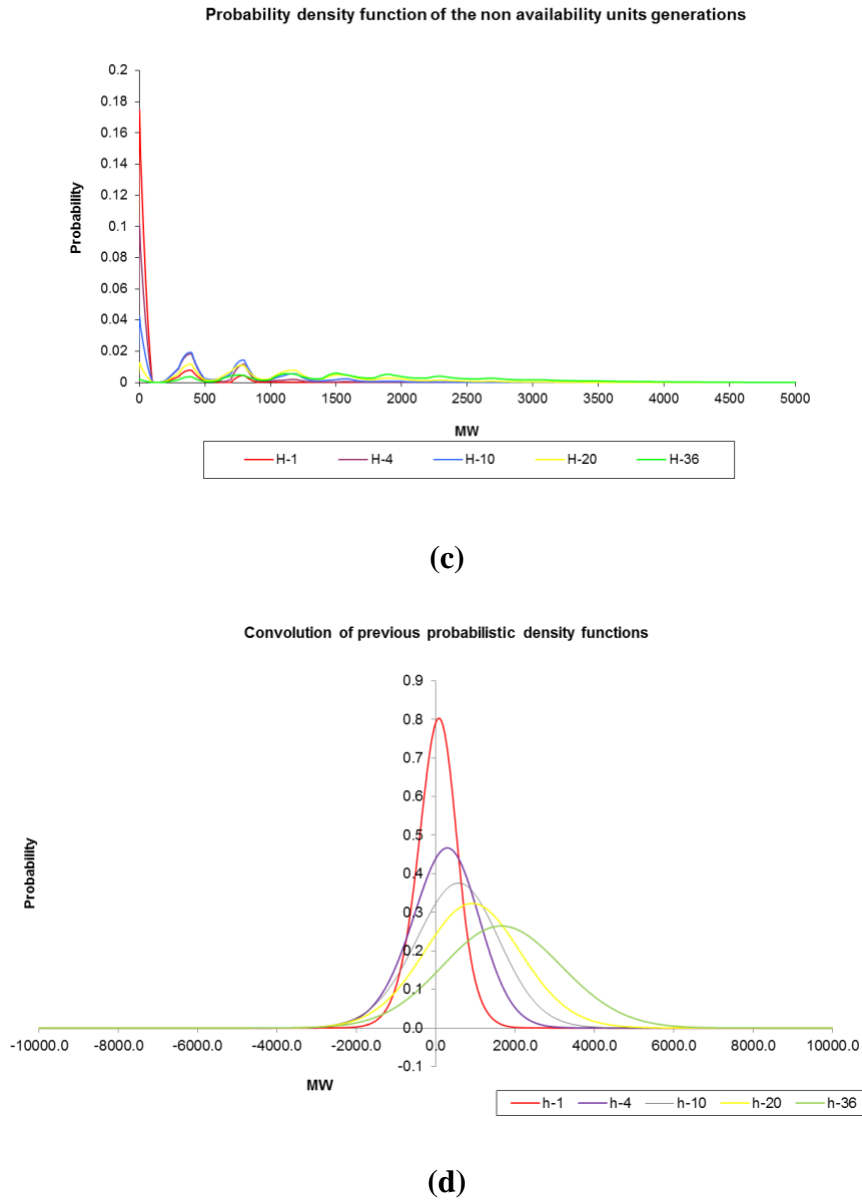 Probability density function of the non availability units generations
0.2
0.18
0.16
0.14
0.12
0.1
0.08
0.06
0.04
0.02
0
Probability
0 500 1000 1500 2000 2500 3000 3500 4000 4500 5000
MW
H-1 H-4 H-10 H-20 H-36
(c)
Convolution of previous probabilistic density functions
0.9
0.8
0.7
0.6
0.5
0.4
0.3
0.2
0.1
0.0
-0.1
Probability
-10000.0 -8000.0 -6000.0 -4000.0 -2000.0 0.0 2000.0 4000.0 6000.0 8000.0 10000.0
MW
h-1 h-4 h-10 h-20 h-36
(d)